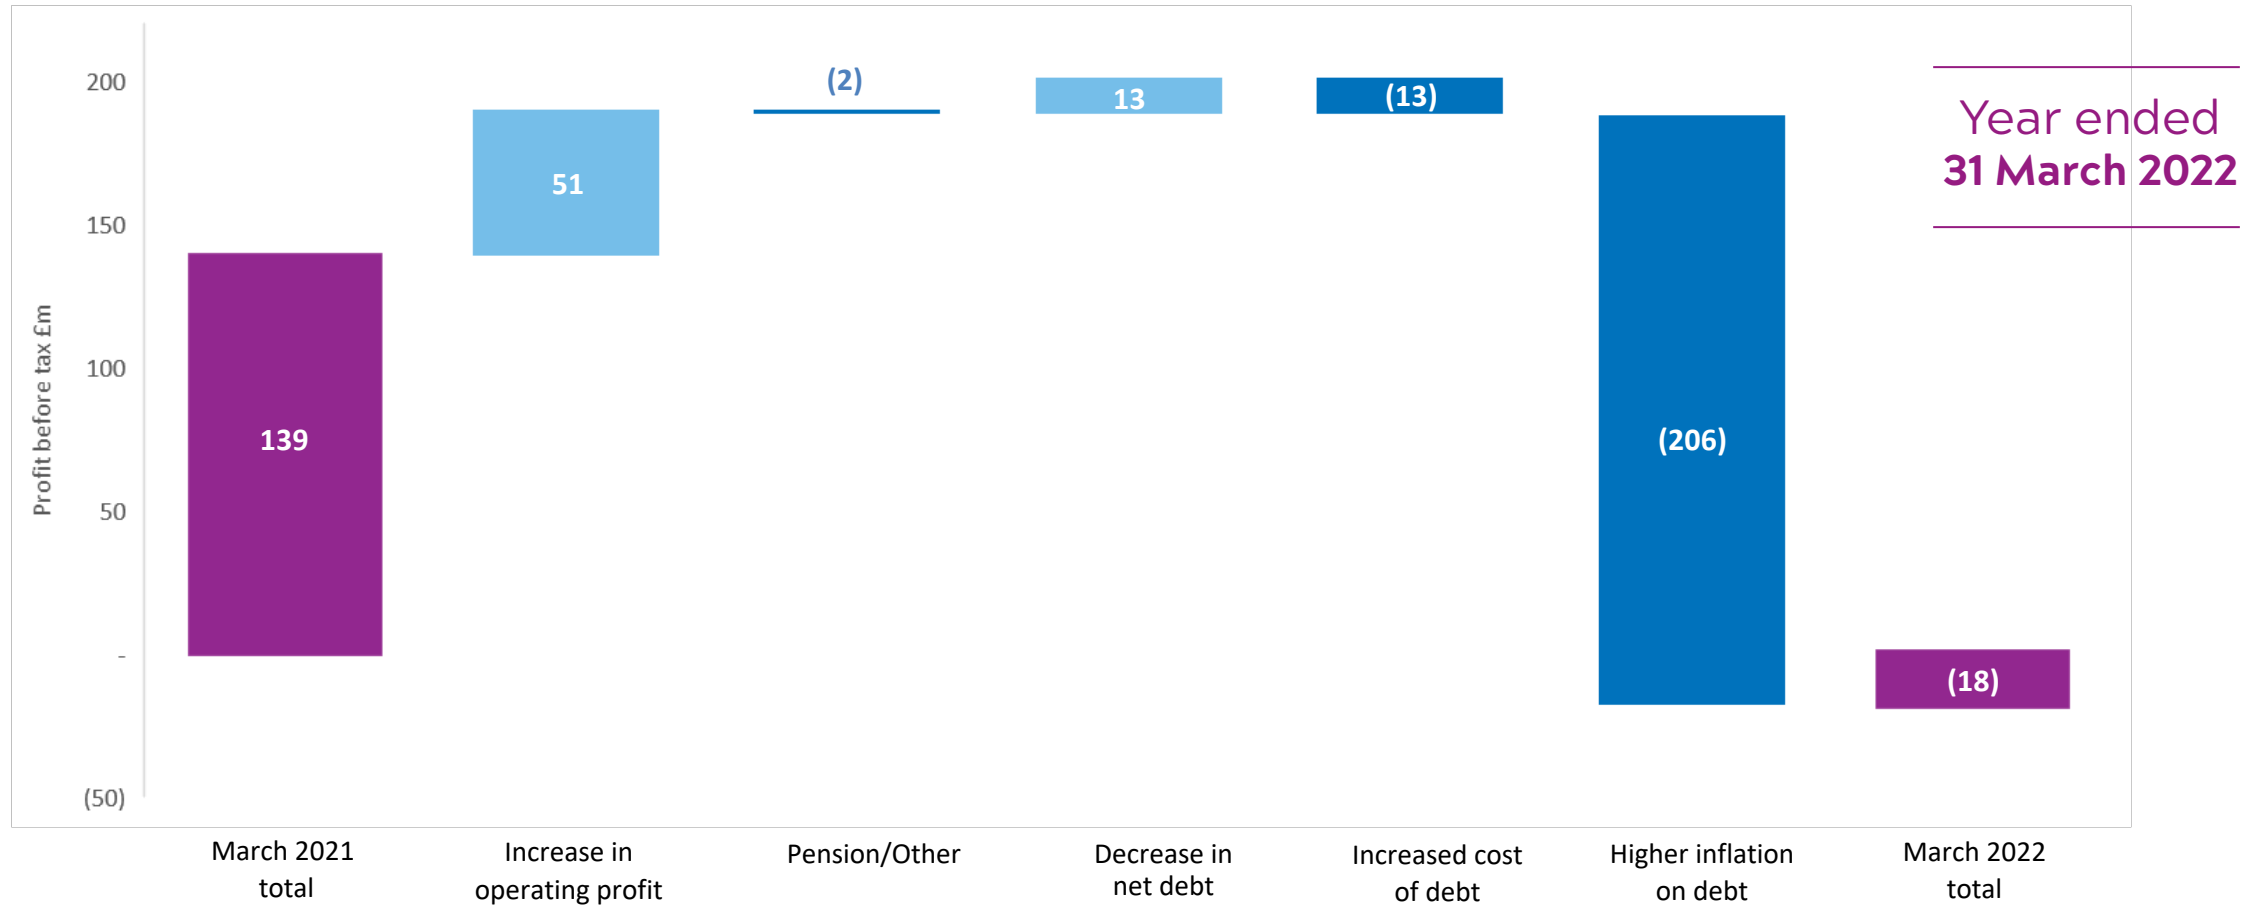 Profit before tax £m
200
150
100
50
-
(50)
139
51
(2)
13
(13)
(206)
(18)
Year ended
31 March 2022
March 2021
total
Increase in
operating profit
Pension/Other
Decrease in
net debt
Increased cost
of debt
Higher inflation
on debt
March 2022
total